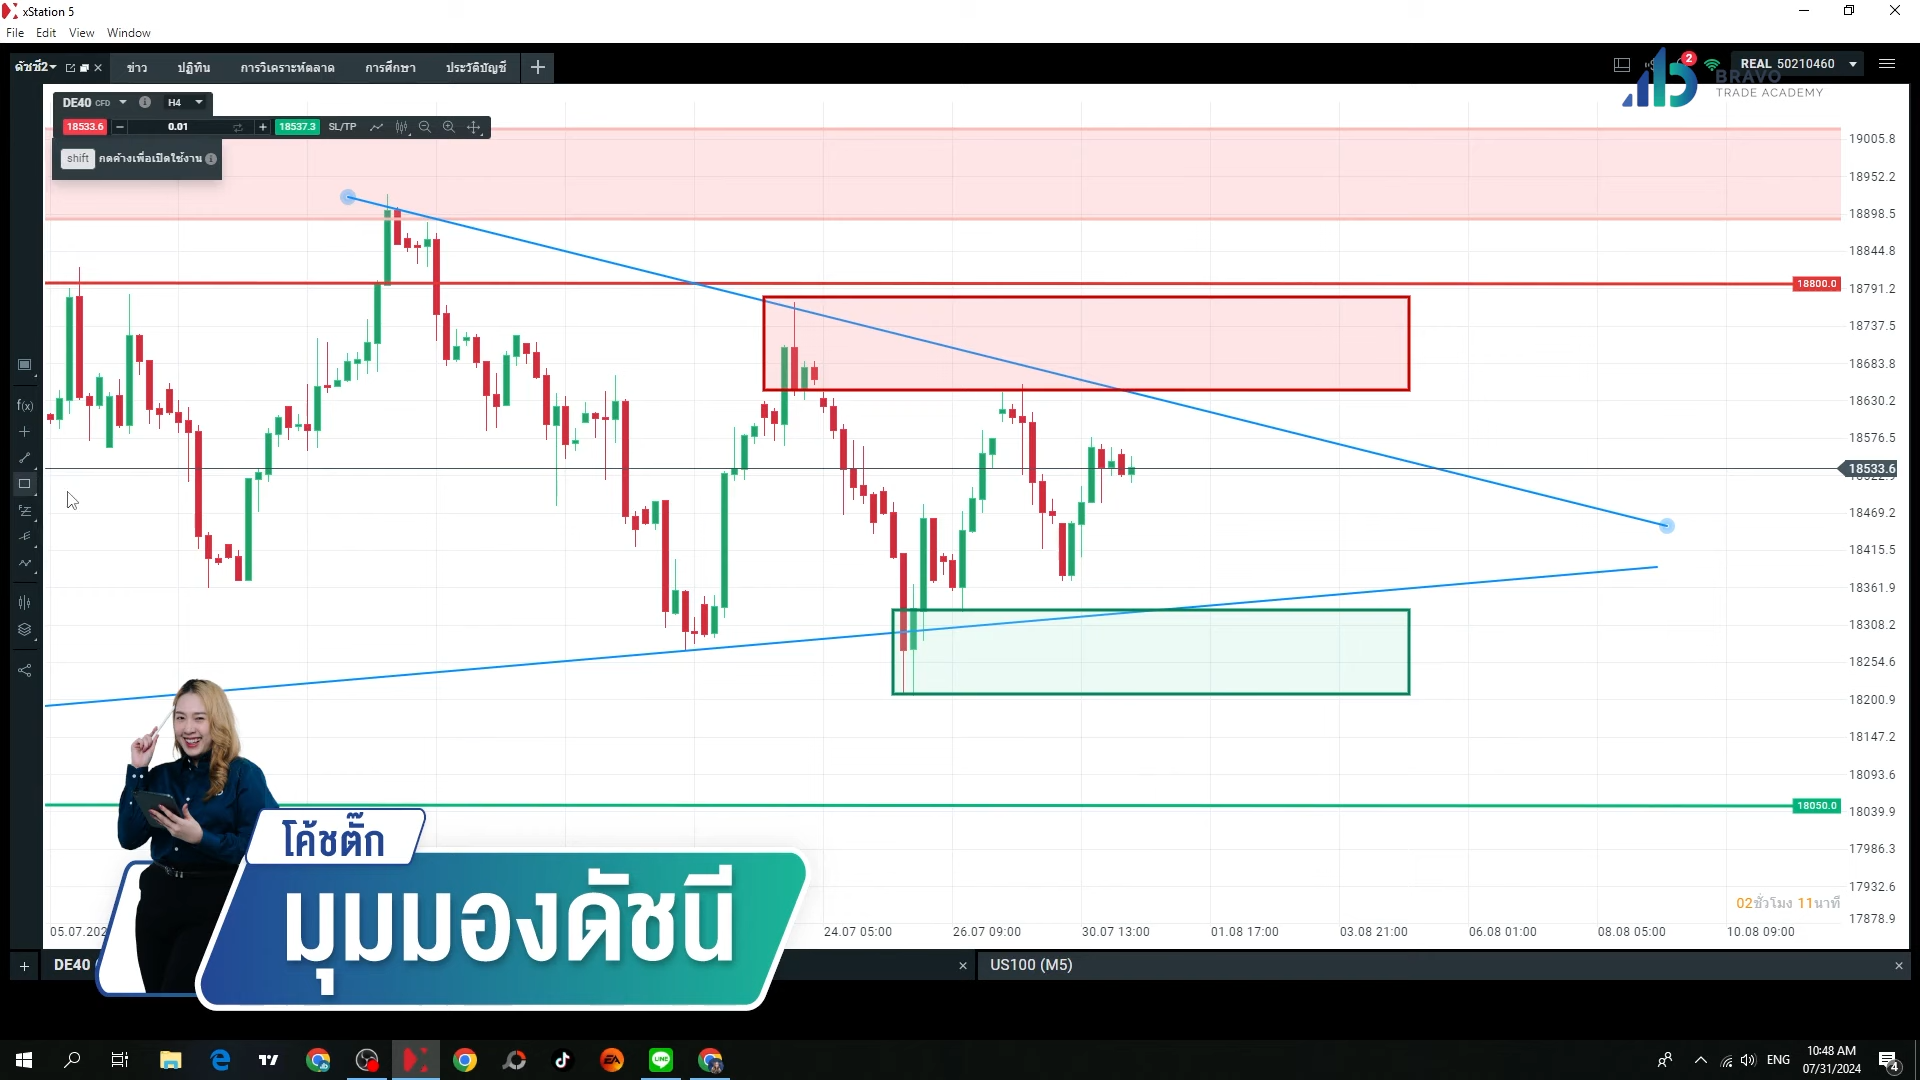 xStation 5
File Edit View Window
ดัชชี2 ข่าว ปฏิทิน การวิเคราะห์ตลาด การศึกษา ประวัติบัญชี
2 REAL 50210460
BRAVO
TRADE ACADEMY
DE40 CFD H4
18533.6 0.01 18537.3 SL/TP
shift กดค้างเพื่อเปิดใช้งาน
f(x)
19005.8
18952.2
18898.5
18844.8
18800.0
18791.2
18737.5
18683.8
18630.2
18576.5
18533.6
18469.2
18415.5
18361.9
18308.2
18254.6
18200.9
18147.2
18093.6
18050.0
18039.9
17986.3
17932.6
17878.9
02ชั่วโมง 11นาที
24.07 05:00 26.07 09:00 30.07 13:00 01.08 17:00 03.08 21:00 06.08 01:00 08.08 05:00 10.08 09:00
DE40 US100 (M5)
โค้ชติ๊ก
มุมมองดัชนี
ENG 10:48 AM
07/31/2024
4